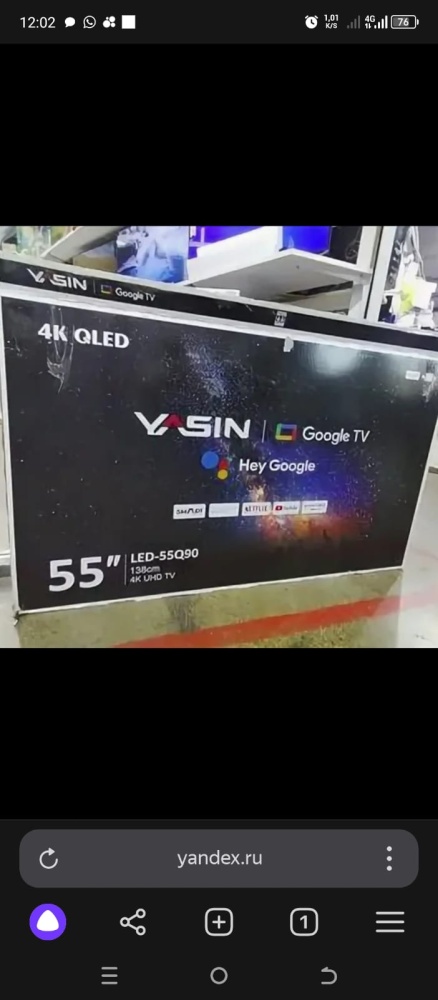 12:02
1,01
K/S
4G
76
YASIN | Google TV
4K QLED
YASIN | Google TV
Hey Google
NETFLIX
YouTube
55"
LED-55Q90
138cm
4K UHD TV
yandex.ru
1